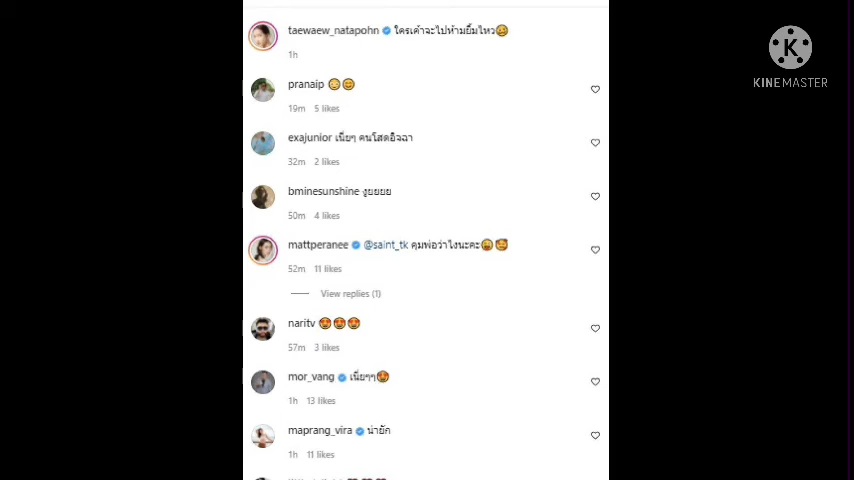 taewaew_natapohn ใครเค้าจะไปห้ามยิ้มไหว🥴
1h
pranaip 😳😊
19m 5 likes
exajunior เนี่ยๆ คนโสดอิจฉา
32m 2 likes
bminesunshine งูยยยย
50m 4 likes
mattperanee @saint_tk คุมพ่อว่าไงนะคะ😩🥰
52m 11 likes
View replies (1)
naritv 😍😍😍
57m 3 likes
mor_vang เนี่ยๆๆ😍
1h 13 likes
maprang_vira น่ายัก
1h 11 likes
K
KINEMASTER